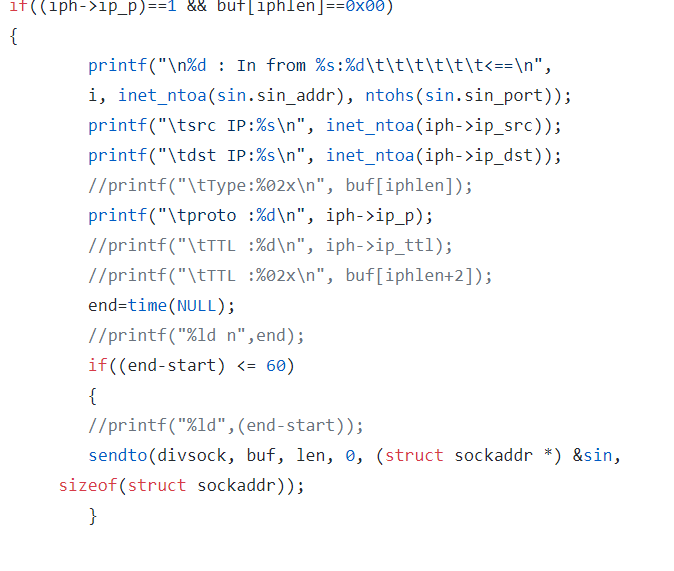 if((iph->ip_p)==1 && buf[iphlen]==0x00)
{
printf("\n%d : In from %s:%d\t\t\t\t\t\t<==\n",
i, inet_ntoa(sin.sin_addr), ntohs(sin.sin_port));
printf("\tsrc IP:%s\n", inet_ntoa(iph->ip_src));
printf("\tdst IP:%s\n", inet_ntoa(iph->ip_dst));
//printf("\tType:%02x\n", buf[iphlen]);
printf("\tproto :%d\n", iph->ip_p);
//printf("\tTTL :%d\n", iph->ip_ttl);
//printf("\tTTL :%02x\n", buf[iphlen+2]);
end=time(NULL);
//printf("%ld n",end);
if((end-start) <= 60)
{
//printf("%ld",(end-start));
sendto(divsock, buf, len, 0, (struct sockaddr *) &sin,
sizeof(struct sockaddr));
}